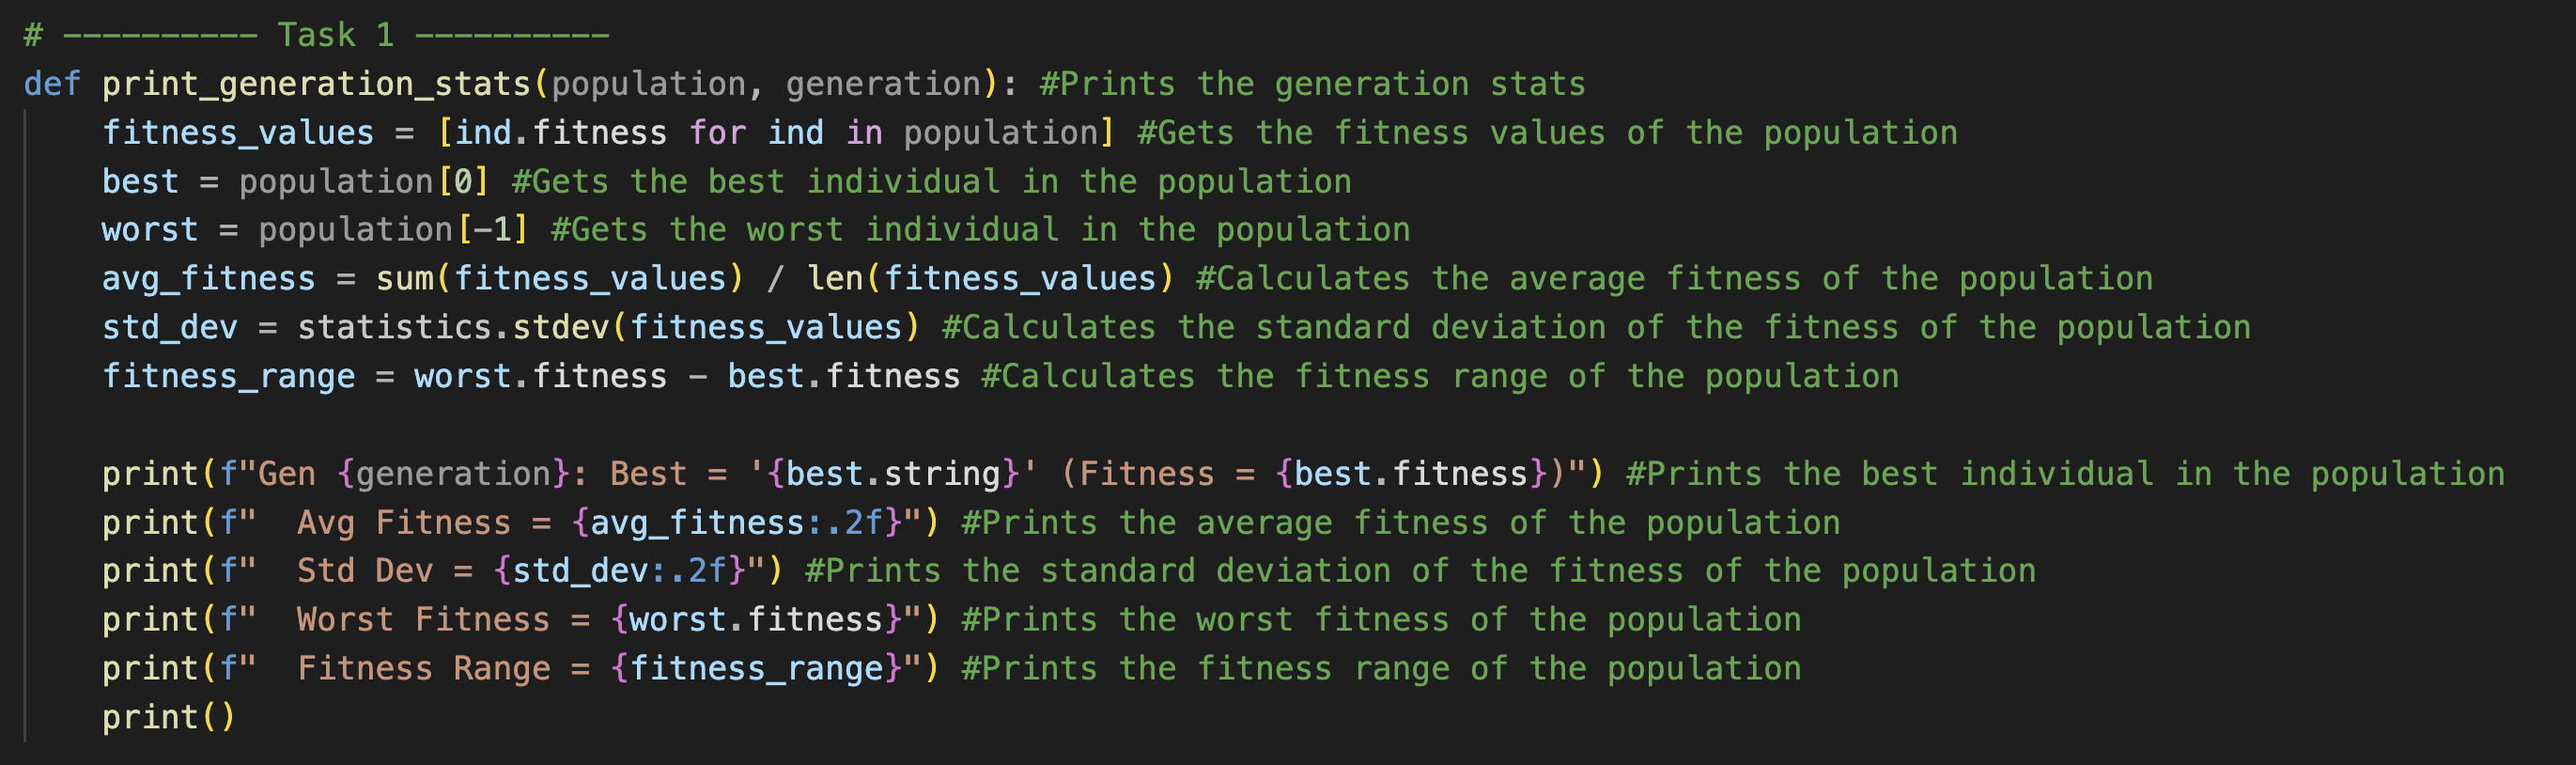 # ---------- Task 1 ----------
def print_generation_stats(population, generation): #Prints the generation stats
    fitness_values = [ind.fitness for ind in population] #Gets the fitness values of the population
    best = population[0] #Gets the best individual in the population
    worst = population[-1] #Gets the worst individual in the population
    avg_fitness = sum(fitness_values) / len(fitness_values) #Calculates the average fitness of the population
    std_dev = statistics.stdev(fitness_values) #Calculates the standard deviation of the fitness of the population
    fitness_range = worst.fitness - best.fitness #Calculates the fitness range of the population

    print(f"Gen {generation}: Best = '{best.string}' (Fitness = {best.fitness})") #Prints the best individual in the population
    print(f"  Avg Fitness = {avg_fitness:.2f}") #Prints the average fitness of the population
    print(f"  Std Dev = {std_dev:.2f}") #Prints the standard deviation of the fitness of the population
    print(f"  Worst Fitness = {worst.fitness}") #Prints the worst fitness of the population
    print(f"  Fitness Range = {fitness_range}") #Prints the fitness range of the population
    print()